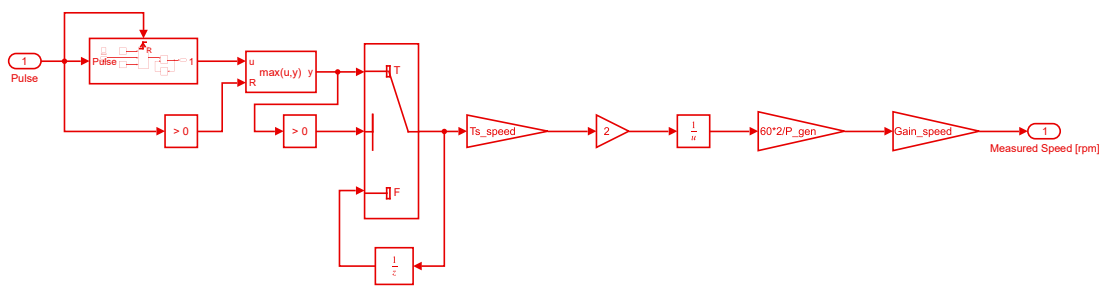 1
Pulse
Pulse
R
1
> 0
u
R
max(u,y)
y
> 0
T
F
1
z
Ts_speed
2
1
u
60*2/P_gen
Gain_speed
1
Measured Speed [rpm]